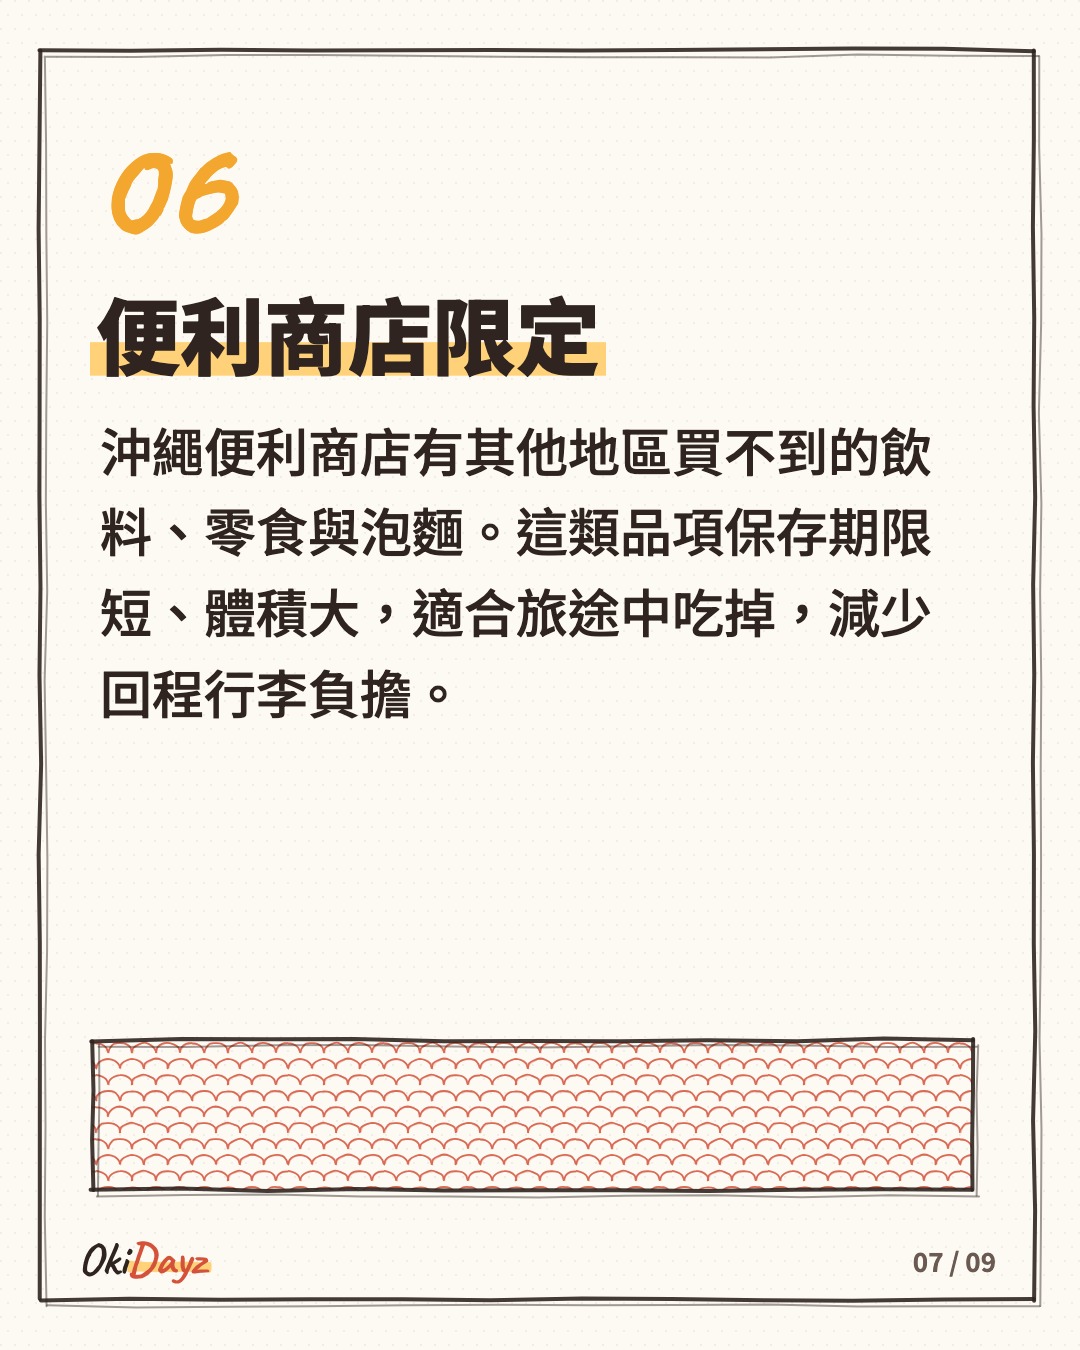 06
便利商店限定
沖繩便利商店有其他地區買不到的飲
料、零食與泡麵。這類品項保存期限
短、體積大，適合旅途中吃掉，減少
回程行李負擔。
OkiDayz
07 / 09